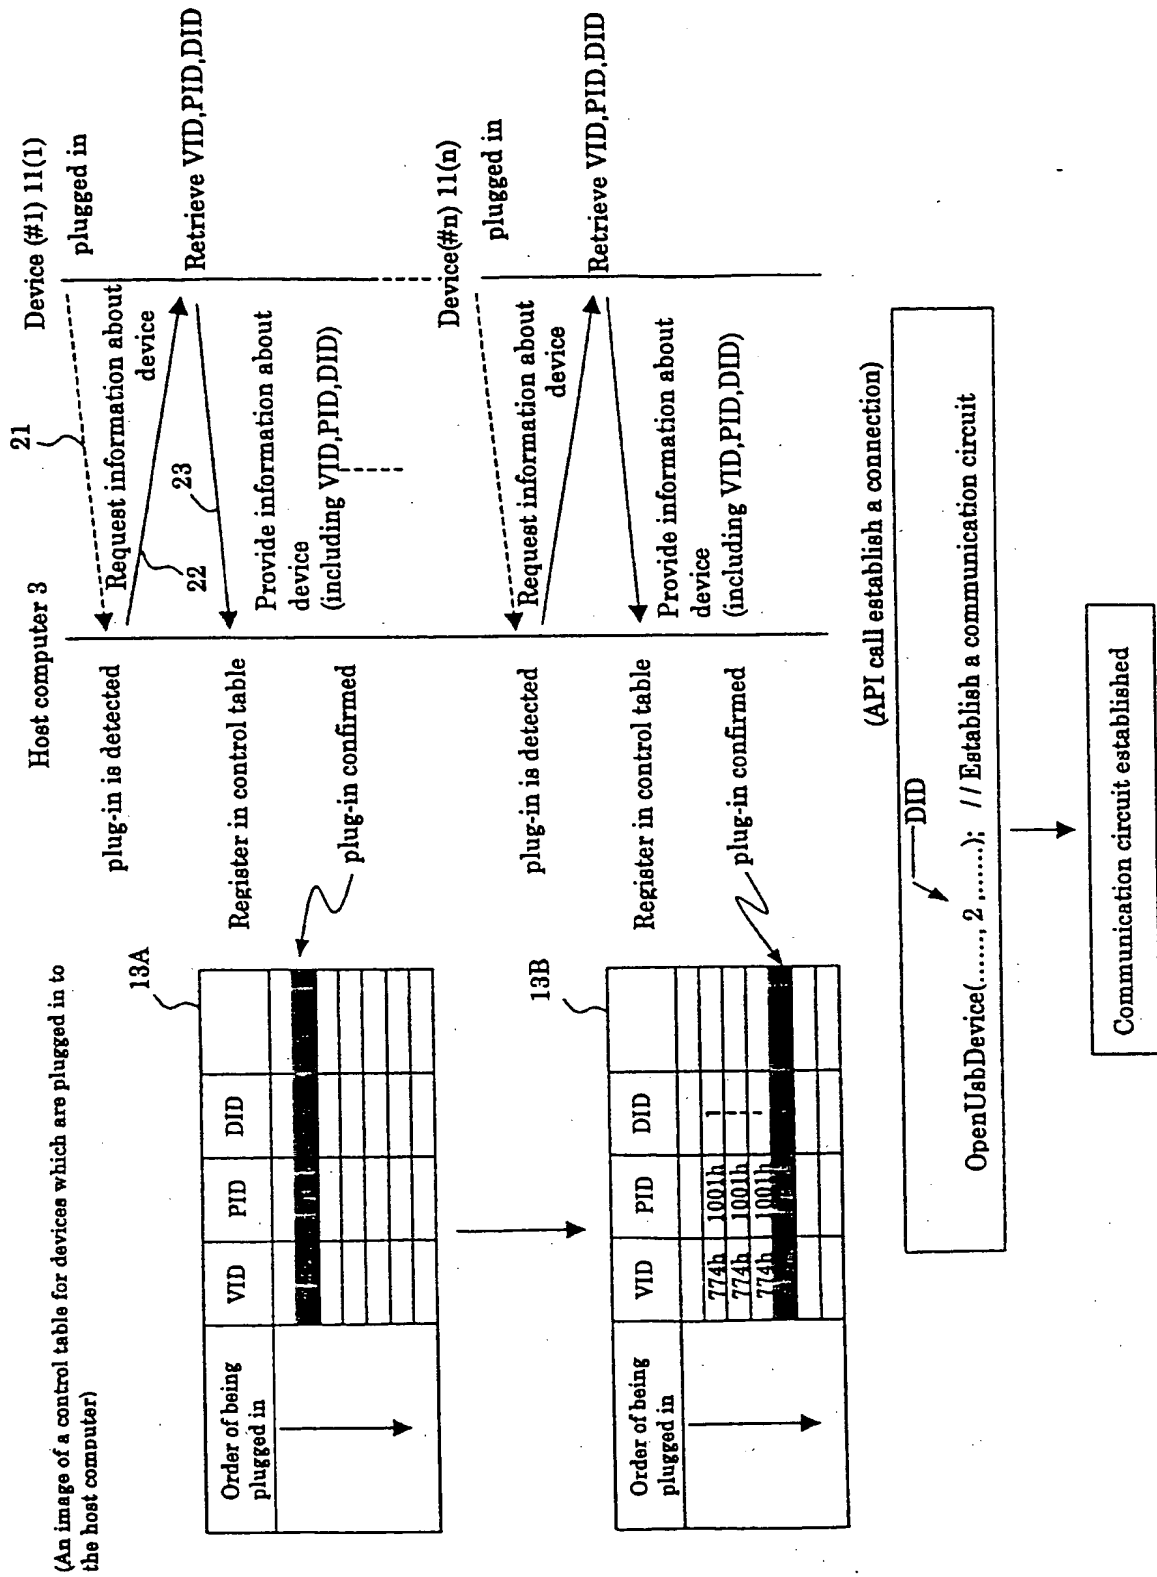 (An image of a control table for devices which are plugged in to
the host computer)
Host computer 3
Device (#1) 11(1)
21
plugged in
plug-in is detected
Request information about
device
22
Retrieve VID,PID,DID
23
13A
Register in control table
Provide information about
device
(including VID,PID,DID)
plug-in confirmed
Order of being
plugged in
VID
PID
DID
Device(#n) 11(n)
plugged in
plug-in is detected
Request information about
device
Retrieve VID,PID,DID
13B
Register in control table
Provide information about
device
(including VID,PID,DID)
plug-in confirmed
Order of being
plugged in
VID
PID
DID
774h 1001h 1
774h 1001h
774h 1001h
(API call establish a connection)
DID
OpenUsbDevice(......, 2 ,......); //Establish a communication circuit
Communication circuit established